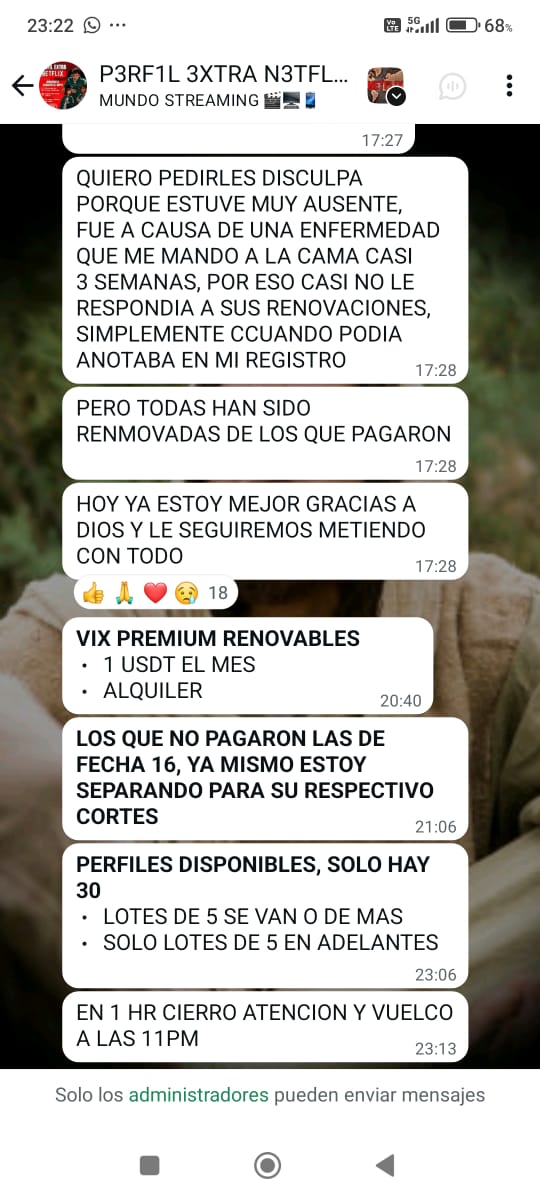 23:22
Vo LTE 5G 68%
P3RF1L 3XTRA N3TFL...
MUNDO STREAMING
17:27
QUIERO PEDIRLES DISCULPA
PORQUE ESTUVE MUY AUSENTE,
FUE A CAUSA DE UNA ENFERMEDAD
QUE ME MANDO A LA CAMA CASI
3 SEMANAS, POR ESO CASI NO LE
RESPONDIA A SUS RENOVACIONES,
SIMPLEMENTE CCUANDO PODIA
ANOTABA EN MI REGISTRO
17:28
PERO TODAS HAN SIDO
RENMOVADAS DE LOS QUE PAGARON
17:28
HOY YA ESTOY MEJOR GRACIAS A
DIOS Y LE SEGUIREMOS METIENDO
CON TODO
17:28
18
VIX PREMIUM RENOVABLES
• 1 USDT EL MES
• ALQUILER
20:40
LOS QUE NO PAGARON LAS DE
FECHA 16, YA MISMO ESTOY
SEPARANDO PARA SU RESPECTIVO
CORTES
21:06
PERFILES DISPONIBLES, SOLO HAY
30
• LOTES DE 5 SE VAN O DE MAS
• SOLO LOTES DE 5 EN ADELANTES
23:06
EN 1 HR CIERRO ATENCION Y VUELCO
A LAS 11PM
23:13
Solo los administradores pueden enviar mensajes